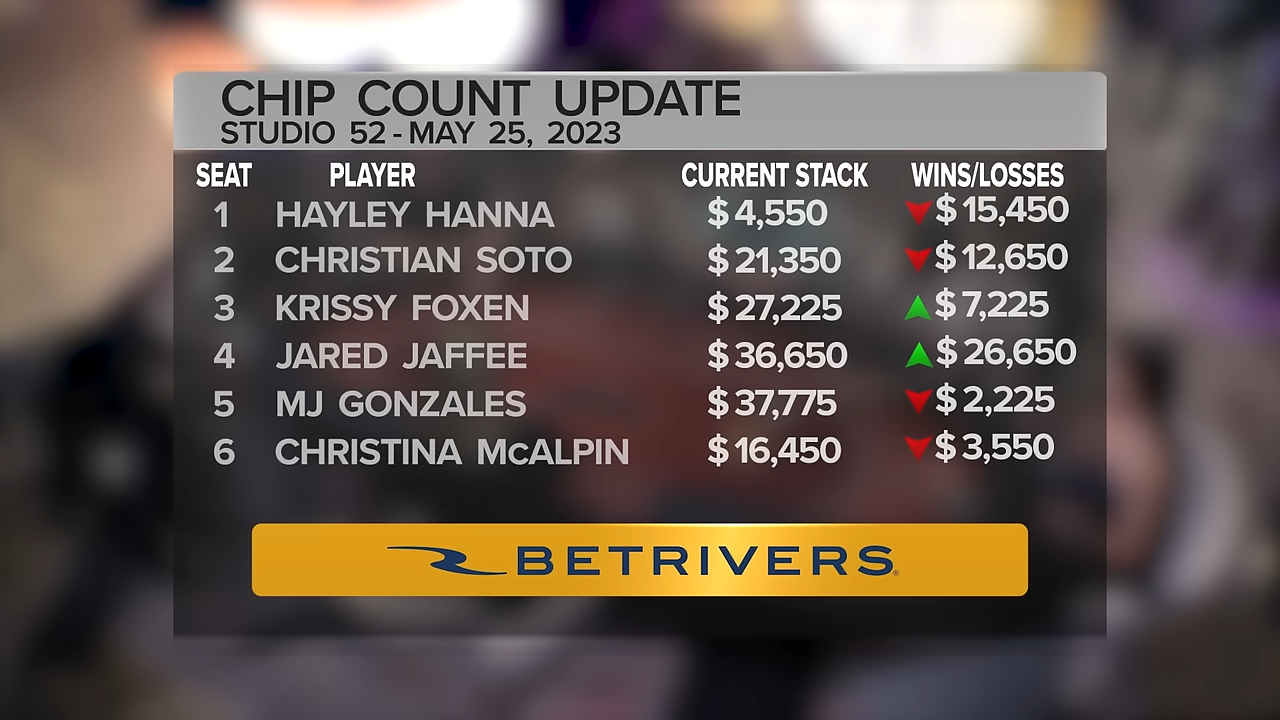 CHIP COUNT UPDATE
STUDIO 52 - MAY 25, 2023
SEAT PLAYER CURRENT STACK WINS/LOSSES
1 HAYLEY HANNA $ 4,550 $ 15,450
2 CHRISTIAN SOTO $ 21,350 $ 12,650
3 KRISSY FOXEN $ 27,225 $ 7,225
4 JARED JAFFEE $ 36,650 $ 26,650
5 MJ GONZALES $ 37,775 $ 2,225
6 CHRISTINA McALPIN $ 16,450 $ 3,550
BETRIVERS®